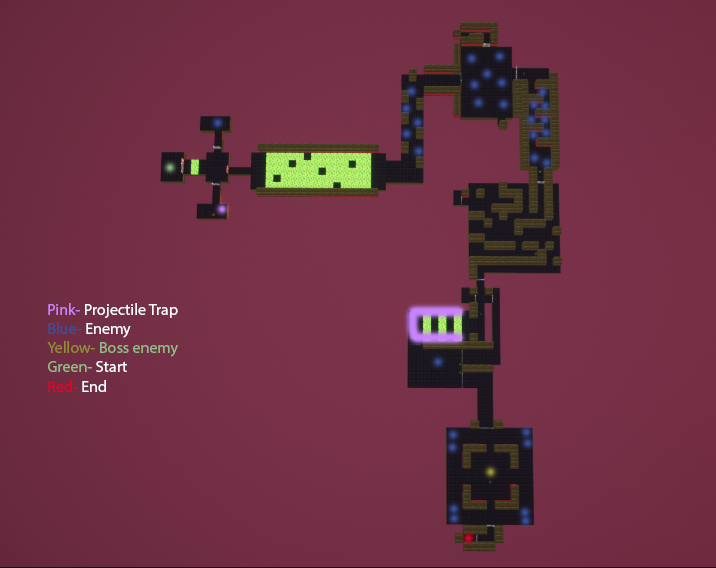 Pink- Projectile Trap
Blue- Enemy
Yellow- Boss enemy
Green- Start
Red- End